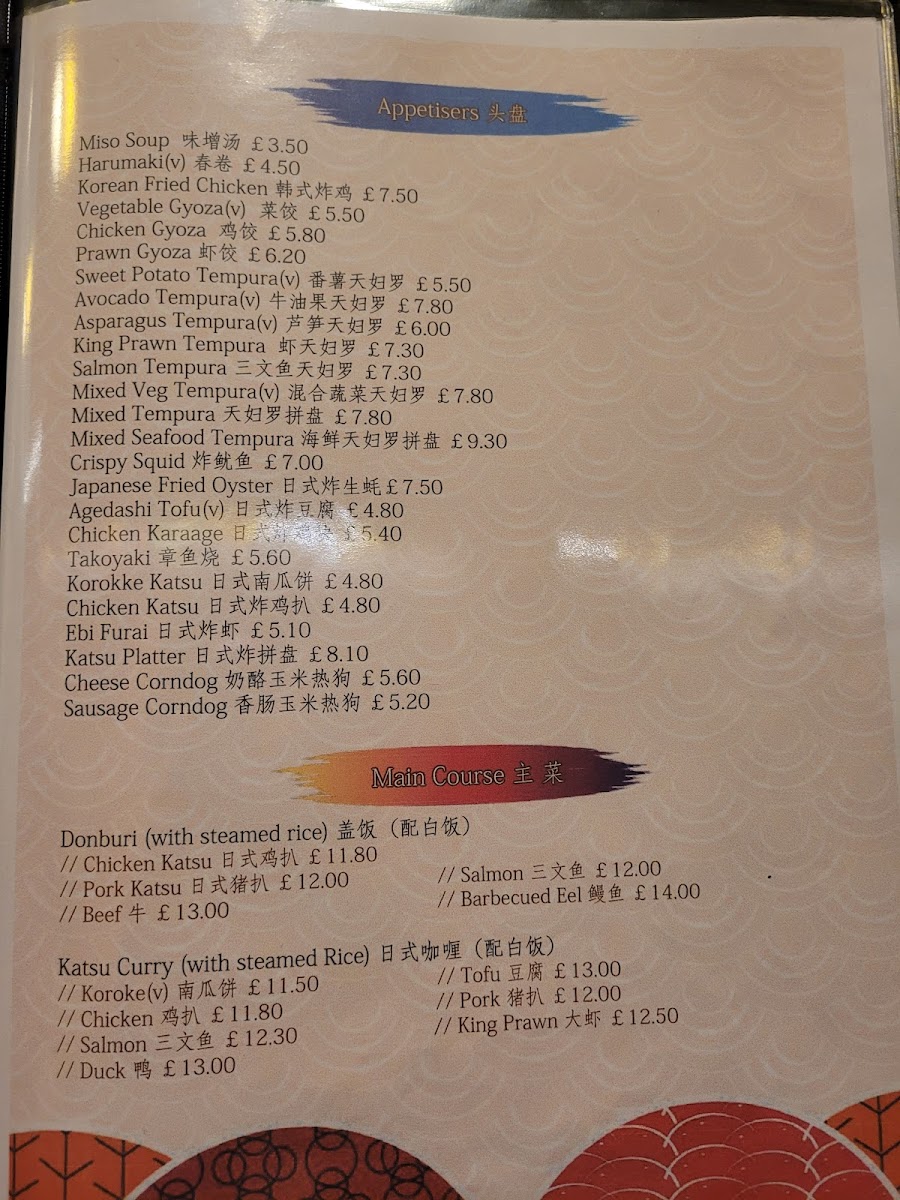 Appetisers 头盘
Miso Soup 味增汤 £3.50
Harumaki(v) 春卷 £4.50
Korean Fried Chicken 韩式炸鸡 £7.50
Vegetable Gyoza(v) 菜饺 £5.50
Chicken Gyoza 鸡饺 £5.80
Prawn Gyoza 虾饺 £6.20
Sweet Potato Tempura(v) 番薯天妇罗 £5.50
Avocado Tempura(v) 牛油果天妇罗 £7.80
Asparagus Tempura(v) 芦笋天妇罗 £6.00
King Prawn Tempura 虾天妇罗 £7.30
Salmon Tempura 三文鱼天妇罗 £7.30
Mixed Veg Tempura(v) 混合蔬菜天妇罗 £7.80
Mixed Tempura 天妇罗拼盘 £7.80
Mixed Seafood Tempura 海鲜天妇罗拼盘 £9.30
Crispy Squid 炸鱿鱼 £7.00
Japanese Fried Oyster 日式炸生蚝£7.50
Agedashi Tofu(v) 日式炸豆腐 £4.80
Chicken Karaage 日式炸 £5.40
Takoyaki 章鱼烧 £5.60
Korokke Katsu 日式南瓜饼 £4.80
Chicken Katsu 日式炸鸡扒 £4.80
Ebi Furai 日式炸虾 £5.10
Katsu Platter 日式炸拼盘 £8.10
Cheese Corndog 奶酪玉米热狗 £5.60
Sausage Corndog 香肠玉米热狗 £5.20
Main Course 主菜
Donburi (with steamed rice) 盖饭（配白饭）
// Chicken Katsu 日式鸡扒 £11.80
// Pork Katsu 日式猪扒 £12.00
// Beef 牛 £13.00
// Salmon 三文鱼 £12.00
// Barbecued Eel 鳗鱼 £14.00
Katsu Curry (with steamed Rice) 日式咖喱（配白饭）
// Koroke(v) 南瓜饼 £11.50
// Chicken 鸡扒 £11.80
// Salmon 三文鱼 £12.30
// Duck 鸭 £13.00
// Tofu 豆腐 £13.00
// Pork 猪扒 £12.00
// King Prawn 大虾 £12.50